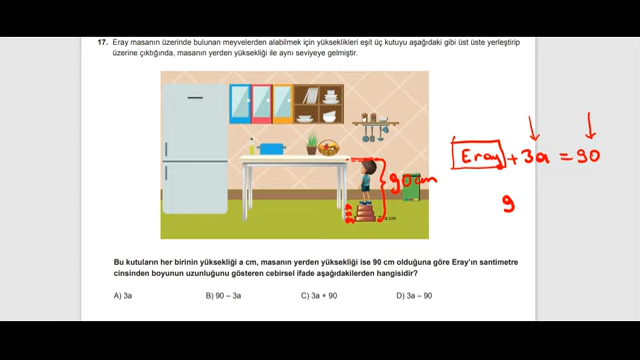 17. Eray masanın üzerinde bulunan meyvelerden alabilmek için yükseklikleri eşit üç kutuyu aşağıdaki gibi üst üste yerleştirip
üzerine çıktığında, masanın yerden yüksekliği ile aynı seviyeye gelmiştir.
Eray + 3a = 90
90 cm
a cm
9
Bu kutuların her birinin yüksekliği a cm, masanın yerden yüksekliği ise 90 cm olduğuna göre Eray'ın santimetre
cinsinden boyunun uzunluğunu gösteren cebirsel ifade aşağıdakilerden hangisidir?
A) 3a B) 90 – 3a C) 3a + 90 D) 3a – 90